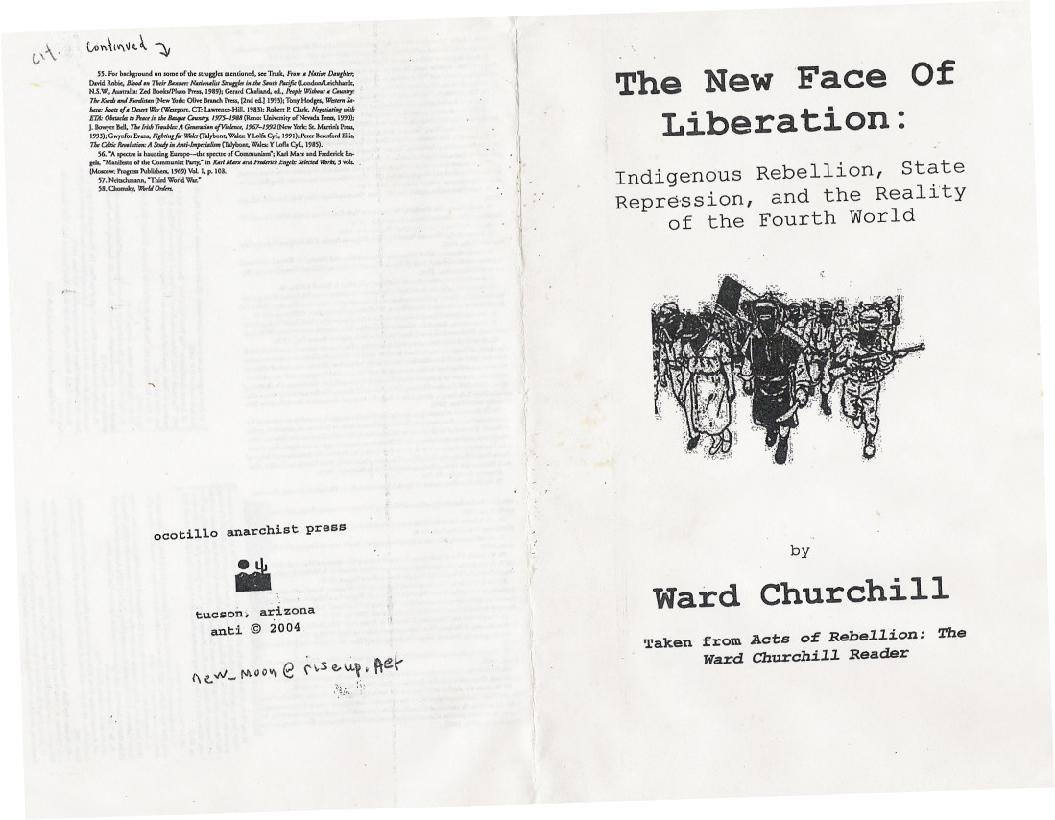 cit. Continued
55. For background on some of the struggles mentioned, see Trask, From a Native Daughter;
David Robie, Blood on Their Banner: Nationalist Struggles in the South Pacific (London/Leichhardt,
N.S.W., Australia: Zed Books/Pluto Press, 1989); Gerard Chaliand, ed., People Without a Country:
The Kurds and Kurdistan (New York: Olive Branch Press, [2nd ed.] 1993); Tony Hodges, Western Sa-
hara: Roots of a Desert War (Westport, CT: Lawrence-Hill, 1983); Robert P. Clark, Negotiating with
ETA: Obstacles to Peace in the Basque Country, 1975–1988 (Reno: University of Nevada Press, 1990);
J. Bowyer Bell, The Irish Troubles: A Generation of Violence, 1967–1992 (New York: St. Martin's Press,
1993); Gwynfor Evans, Fighting for Wales (Talybont, Wales: Y Lolfa Cyf., 1991); Peter Berresford Ellis,
The Celtic Revolution: A Study in Anti-Imperialism (Talybont, Wales: Y Lolfa Cyf., 1985).
56. "A spectre is haunting Europe—the spectre of Communism"; Karl Marx and Frederick En-
gels, "Manifesto of the Communist Party," in Karl Marx and Frederick Engels: Selected Works, 3 vols.
(Moscow: Progress Publishers, 1969) Vol. 1, p. 108.
57. Neitschmann, "Third Word War."
58. Chomsky, World Orders.
ocotillo anarchist press
tucson, arizona
anti © 2004
new_moon@riseup.net
The New Face Of
Liberation:
Indigenous Rebellion, State
Repression, and the Reality
of the Fourth World
by
Ward Churchill
Taken from Acts of Rebellion: The
Ward Churchill Reader